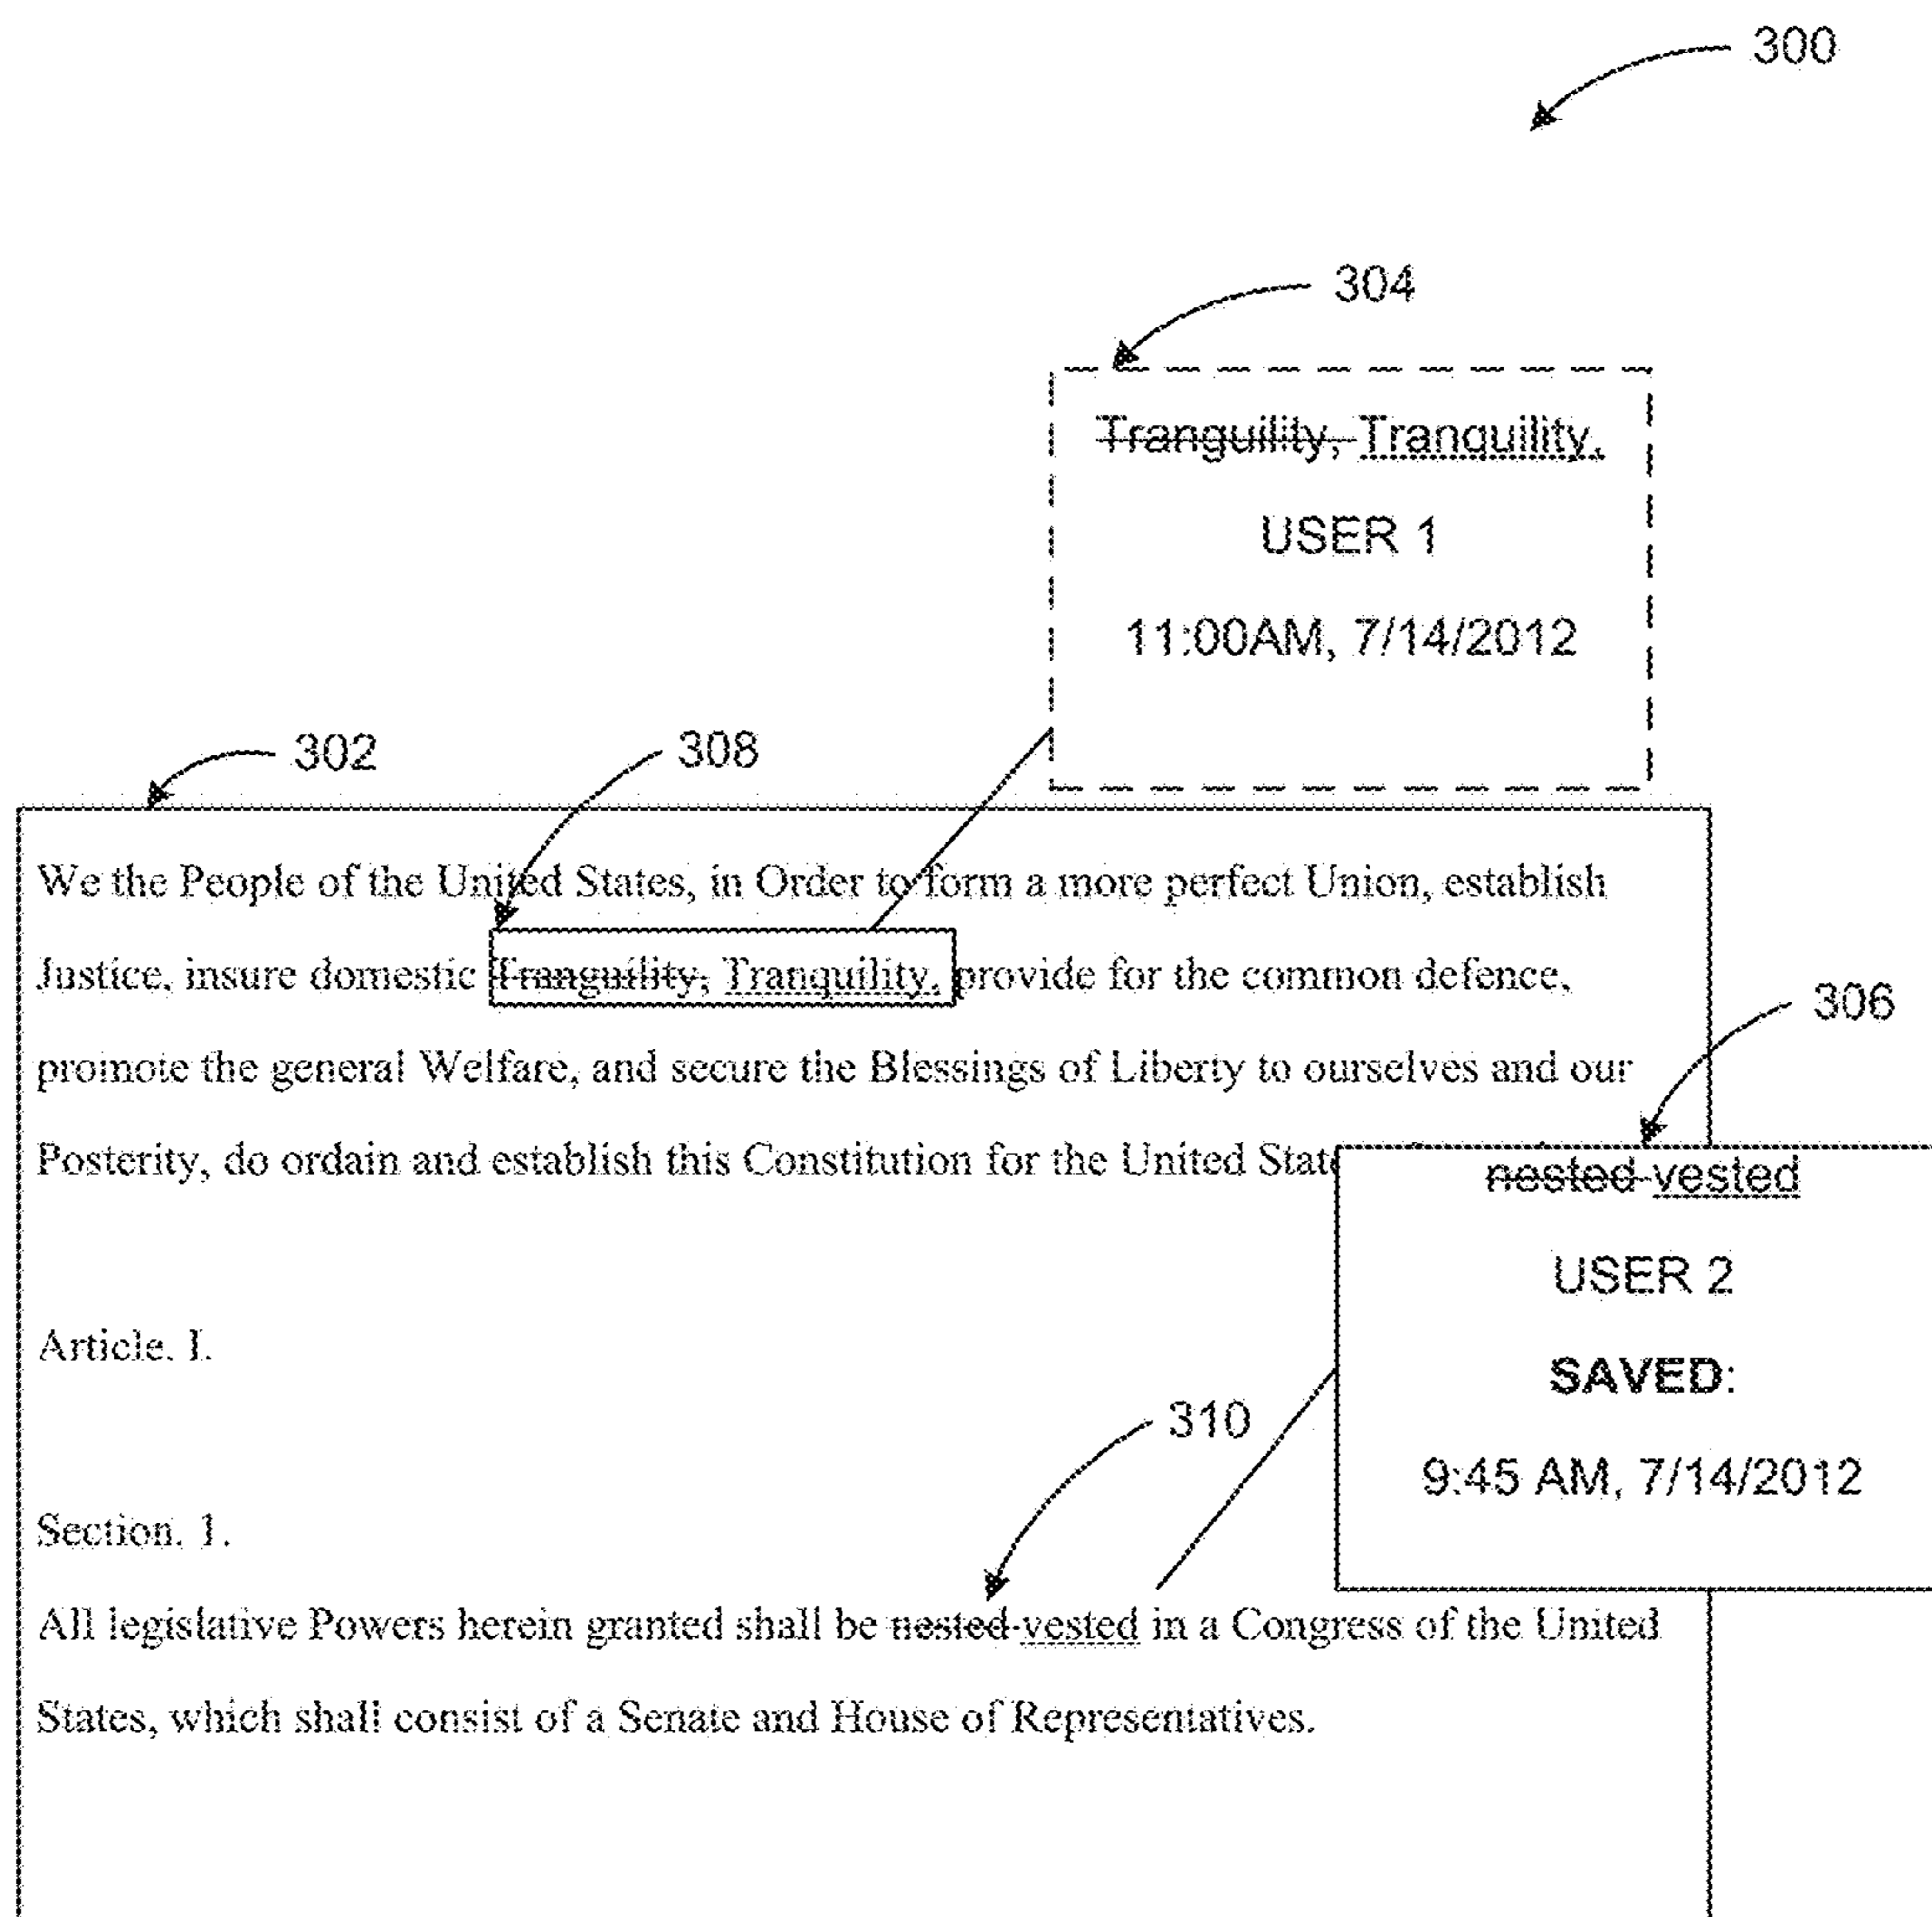 300
304
Tranguility, Tranquility,
USER 1
11:00AM, 7/14/2012
302
308
We the People of the United States, in Order to form a more perfect Union, establish
Justice, insure domestic Tranguility, Tranquility, provide for the common defence,
306
promote the general Welfare, and secure the Blessings of Liberty to ourselves and our
Posterity, do ordain and establish this Constitution for the United State
nested vested
USER 2
Article. I.
SAVED:
310
9:45 AM, 7/14/2012
Section. 1.
All legislative Powers herein granted shall be nested vested in a Congress of the United
States, which shall consist of a Senate and House of Representatives.